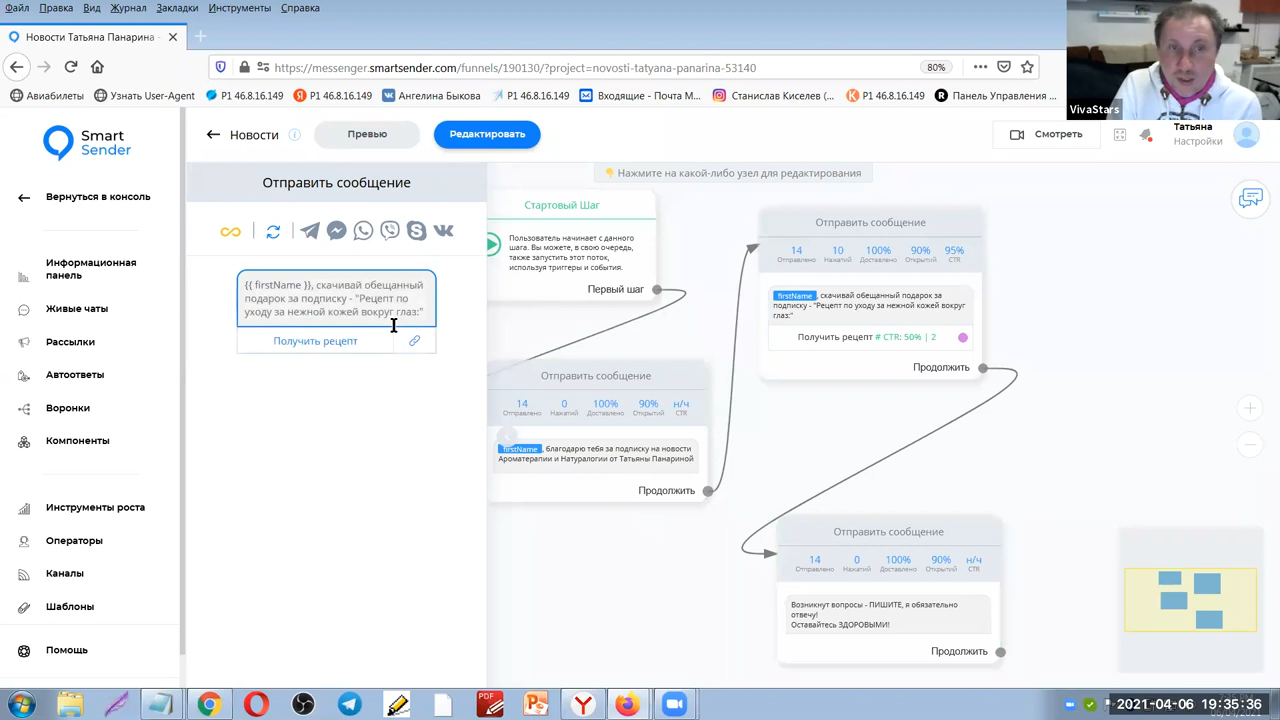 Файл Правка Вид Журнал Закладки Инструменты Справка
Новости Татьяна Панарина -
https://messenger.smartsender.com/funnels/190130/?project=novosti-tatyana-panarina-53140
80%
Авиабилеты Узнать User-Agent P1 46.8.16.149 P1 46.8.16.149 Ангелина Быкова P1 46.8.16.149 Входящие - Почта M... Станислав Киселев (... P1 46.8.16.149 Панель Управления ...
VivaStars
Smart
Sender
Новости
Превью
Редактировать
Смотреть
Татьяна
Настройки
Вернуться в консоль
Информационная
панель
Живые чаты
Рассылки
Автоответы
Воронки
Компоненты
Инструменты роста
Операторы
Каналы
Шаблоны
Помощь
Отправить сообщение
{{ firstName }}, скачивай обещанный
подарок за подписку - "Рецепт по
уходу за нежной кожей вокруг глаз:"
Получить рецепт
👇 Нажмите на какой-либо узел для редактирования
Стартовый Шаг
Пользователь начинает с данного
шага. Вы можете, в свою очередь,
также запустить этот поток,
используя триггеры и события.
Первый шаг
Отправить сообщение
14 0 100% 90% н/ч
Отправлено Нажатий Доставлено Открытий CTR
firstName, благодарю тебя за подписку на новости
Ароматерапии и Натуралогии от Татьяны Панариной
Продолжить
Отправить сообщение
14 10 100% 90% 95%
Отправлено Нажатий Доставлено Открытий CTR
firstName, скачивай обещанный подарок за
подписку - "Рецепт по уходу за нежной кожей вокруг
глаз:"
Получить рецепт # CTR: 50% | 2
Продолжить
Отправить сообщение
14 0 100% 90% н/ч
Отправлено Нажатий Доставлено Открытий CTR
Возникнут вопросы - ПИШИТЕ, я обязательно
отвечу!
Оставайтесь ЗДОРОВЫМИ!
Продолжить
2021-04-06 19:35:36